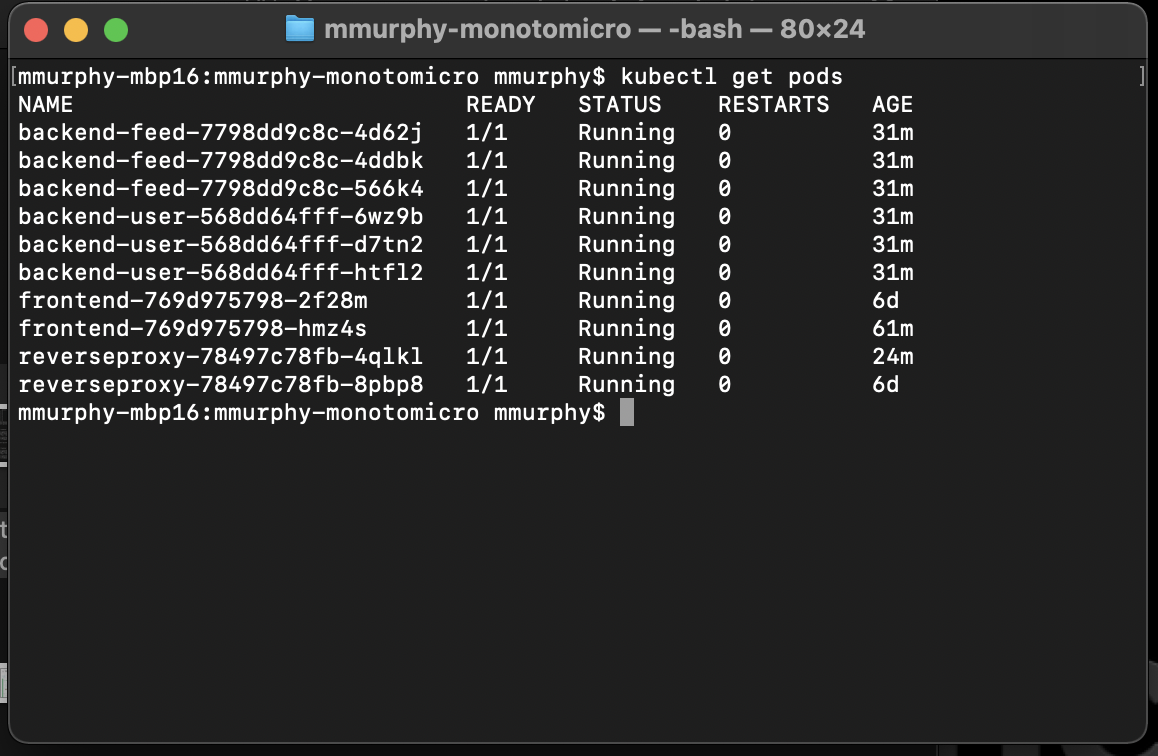 mmurphy-monotomicro — -bash — 80×24
[mmurphy-mbp16:mmurphy-monotomicro mmurphy$ kubectl get pods ]
NAME READY STATUS RESTARTS AGE
backend-feed-7798dd9c8c-4d62j 1/1 Running 0 31m
backend-feed-7798dd9c8c-4ddbk 1/1 Running 0 31m
backend-feed-7798dd9c8c-566k4 1/1 Running 0 31m
backend-user-568dd64fff-6wz9b 1/1 Running 0 31m
backend-user-568dd64fff-d7tn2 1/1 Running 0 31m
backend-user-568dd64fff-htfl2 1/1 Running 0 31m
frontend-769d975798-2f28m 1/1 Running 0 6d
frontend-769d975798-hmz4s 1/1 Running 0 61m
reverseproxy-78497c78fb-4qlkl 1/1 Running 0 24m
reverseproxy-78497c78fb-8pbp8 1/1 Running 0 6d
mmurphy-mbp16:mmurphy-monotomicro mmurphy$